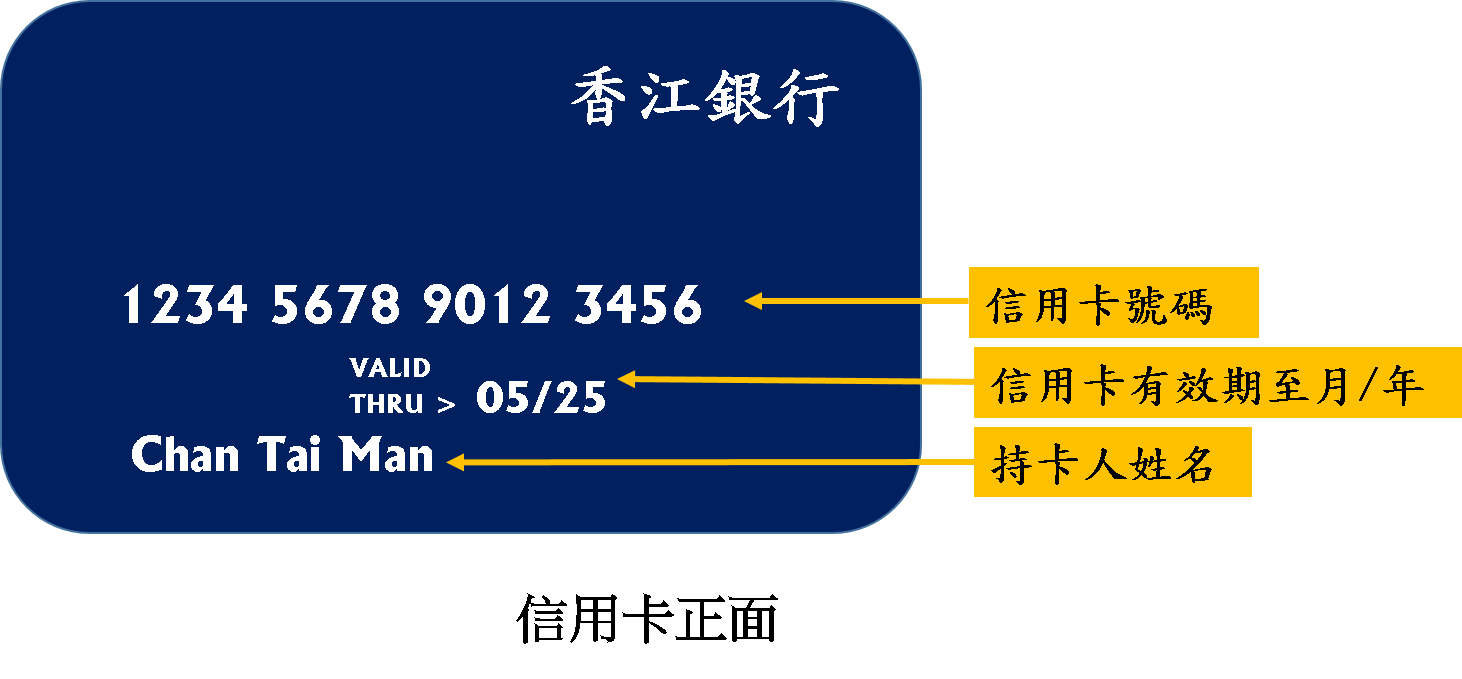 香江銀行
1234 5678 9012 3456
信用卡號碼
VALID
THRU > 05/25
信用卡有效期至月/年
Chan Tai Man
持卡人姓名
信用卡正面